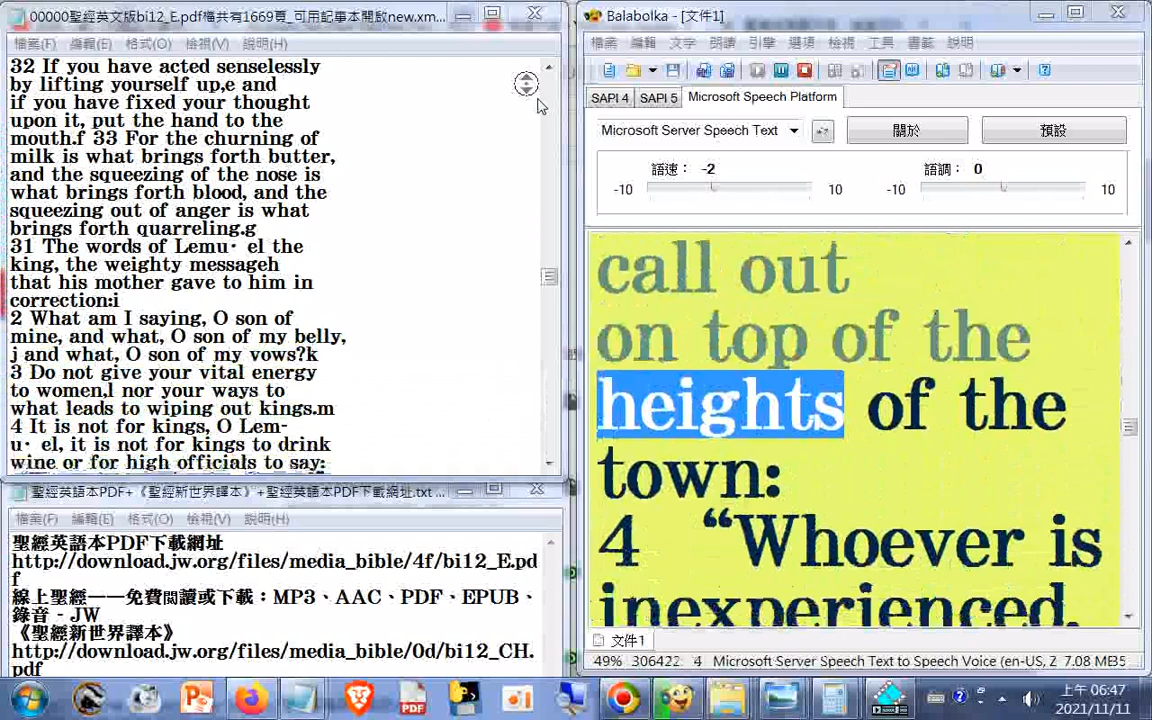 00000聖經英文版bi12_E.pdf檔共有1669頁_可用記事本開啟new.xm...
檔案(F) 編輯(E) 格式(O) 檢視(V) 說明(H)
32 If you have acted senselessly
by lifting yourself up,e and
if you have fixed your thought
upon it, put the hand to the
mouth.f 33 For the churning of
milk is what brings forth butter,
and the squeezing of the nose is
what brings forth blood, and the
squeezing out of anger is what
brings forth quarreling.g
31 The words of Lemu· el the
king, the weighty messageh
that his mother gave to him in
correction:i
2 What am I saying, O son of
mine, and what, O son of my belly,
j and what, O son of my vows?k
3 Do not give your vital energy
to women,l nor your ways to
what leads to wiping out kings.m
4 It is not for kings, O Lem-
u· el, it is not for kings to drink
wine or for high officials to say:
聖經英語本PDF+《聖經新世界譯本》+聖經英語本PDF下載網址.txt ...
檔案(F) 編輯(E) 格式(O) 檢視(V) 說明(H)
聖經英語本PDF下載網址
http://download.jw.org/files/media_bible/4f/bi12_E.pd
f
線上聖經——免費閱讀或下載：MP3、AAC、PDF、EPUB、
錄音 - JW
《聖經新世界譯本》
http://download.jw.org/files/media_bible/0d/bi12_CH.
pdf
Balabolka - [文件1]
檔案 編輯 文字 朗讀 引擎 選項 檢視 工具 書籤 說明
SAPI 4 SAPI 5 Microsoft Speech Platform
Microsoft Server Speech Text 關於 預設
語速： -2 語調： 0
-10 10 -10 10
call out
on top of the
heights of the
town:
4 “Whoever is
inexperienced,
文件1
49% 306422 4 Microsoft Server Speech Text to Speech Voice (en-US, Z 7.08 MB
上午 06:47
2021/11/11